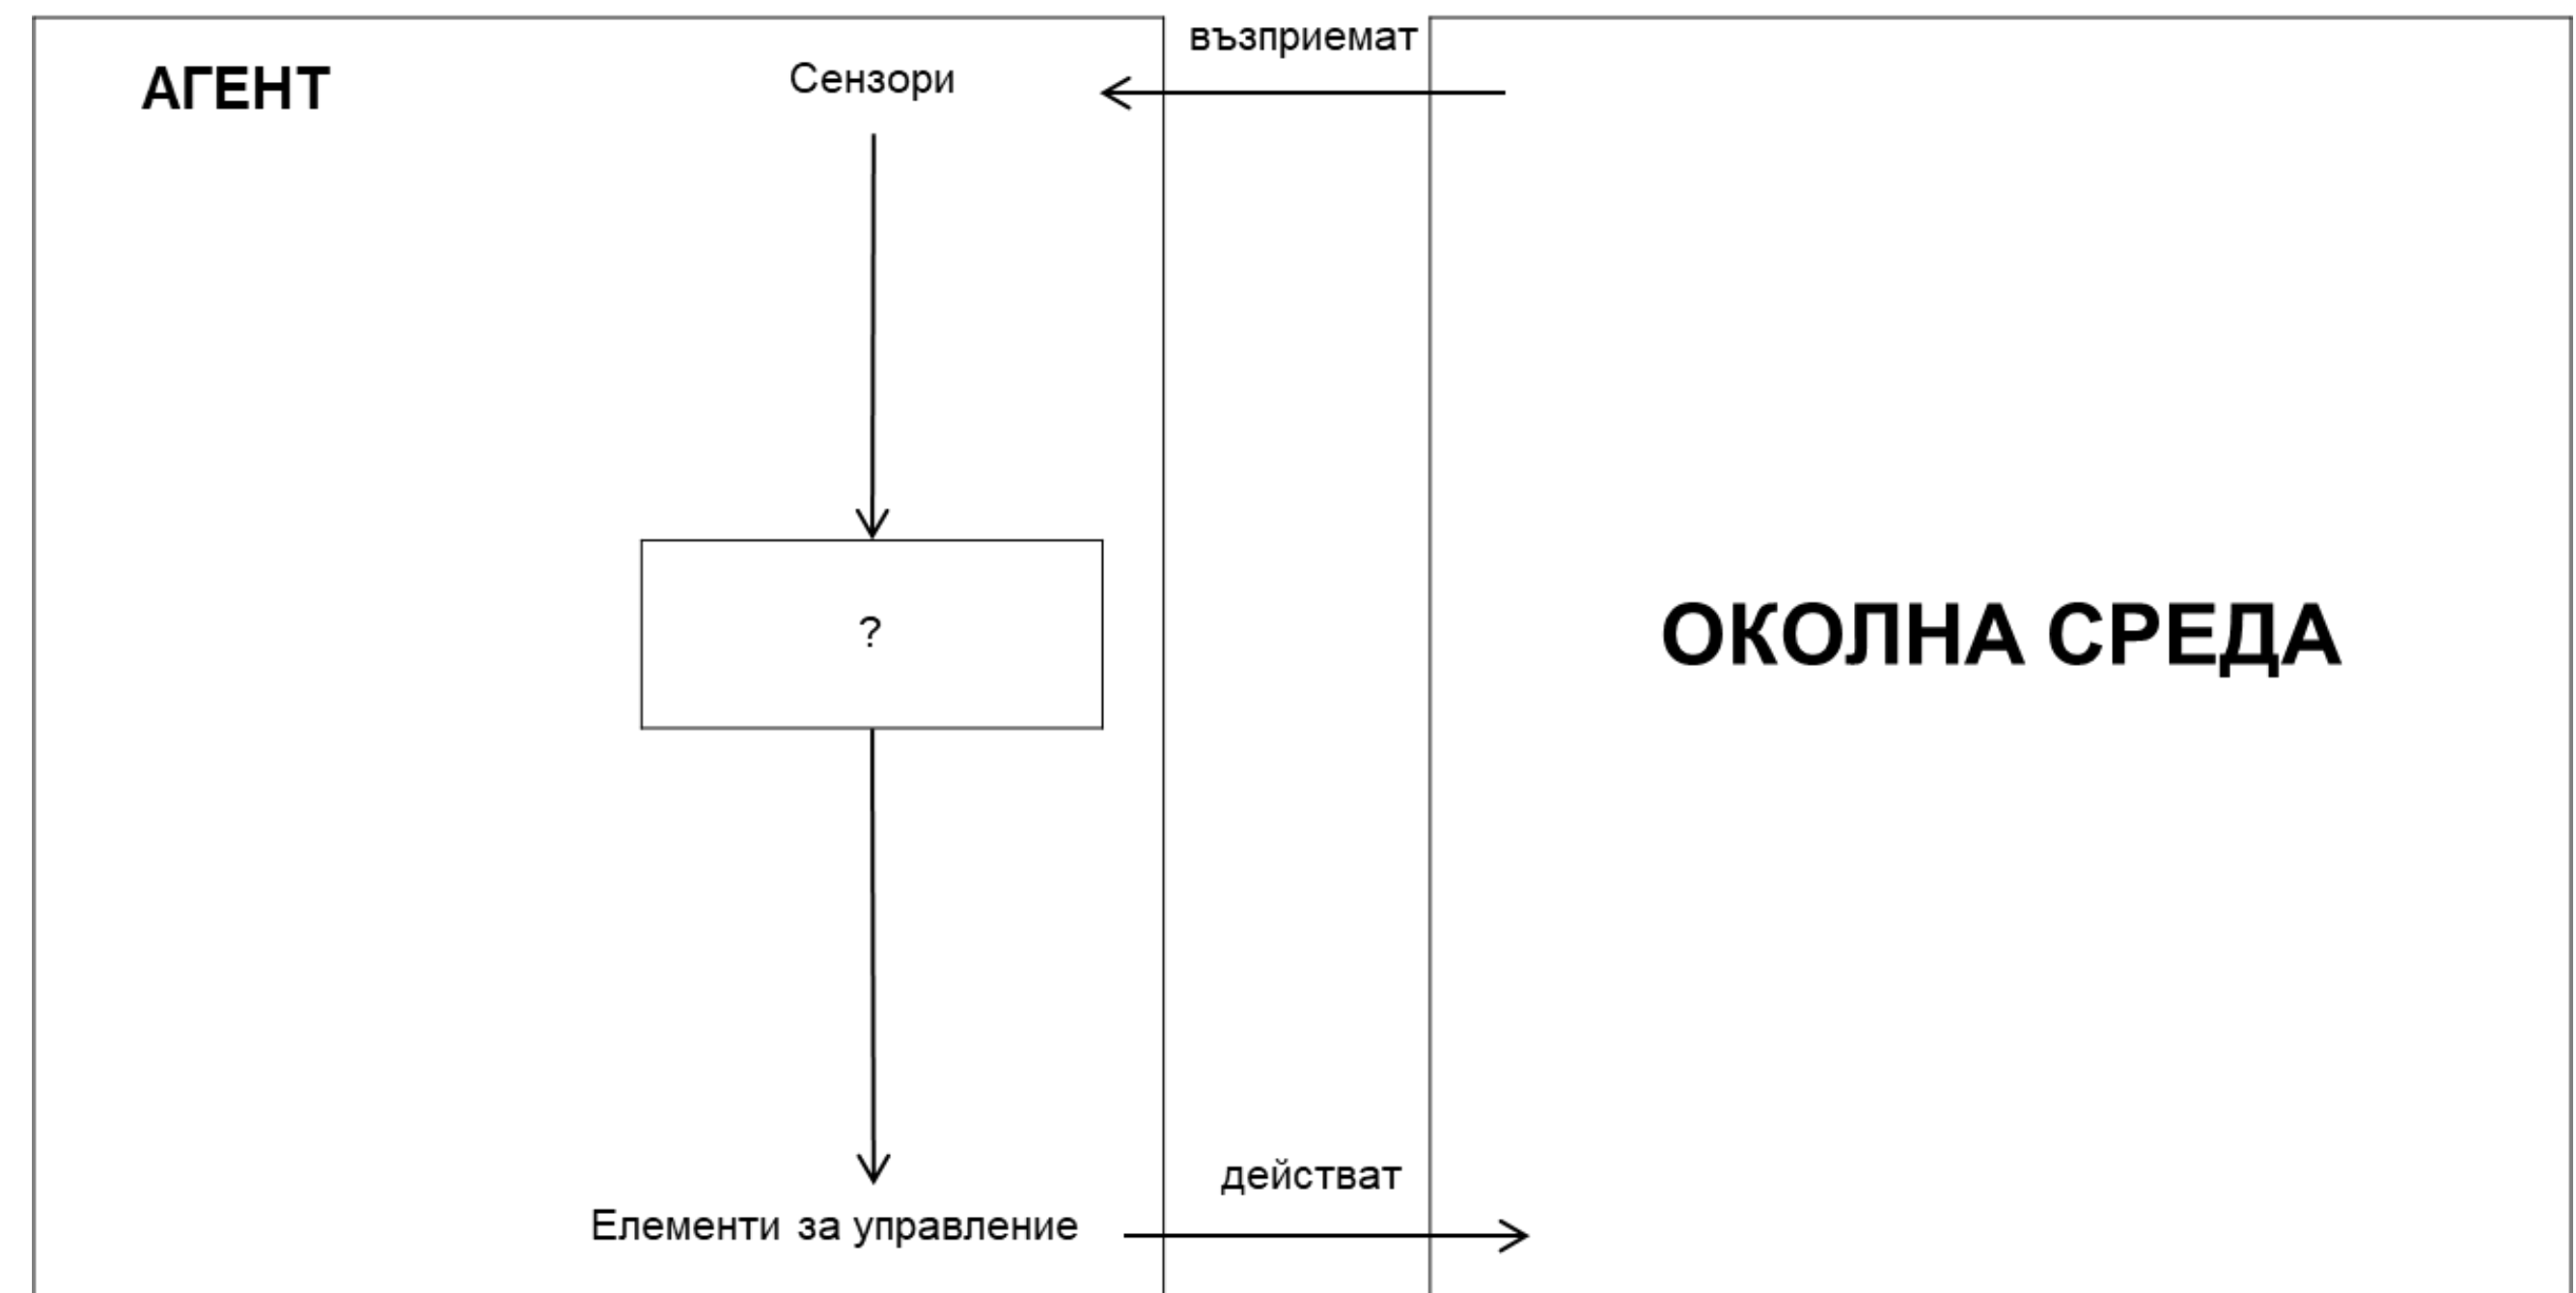 възприемат
АГЕНТ
Сензори
?
ОКОЛНА СРЕДА
действат
Елементи за управление